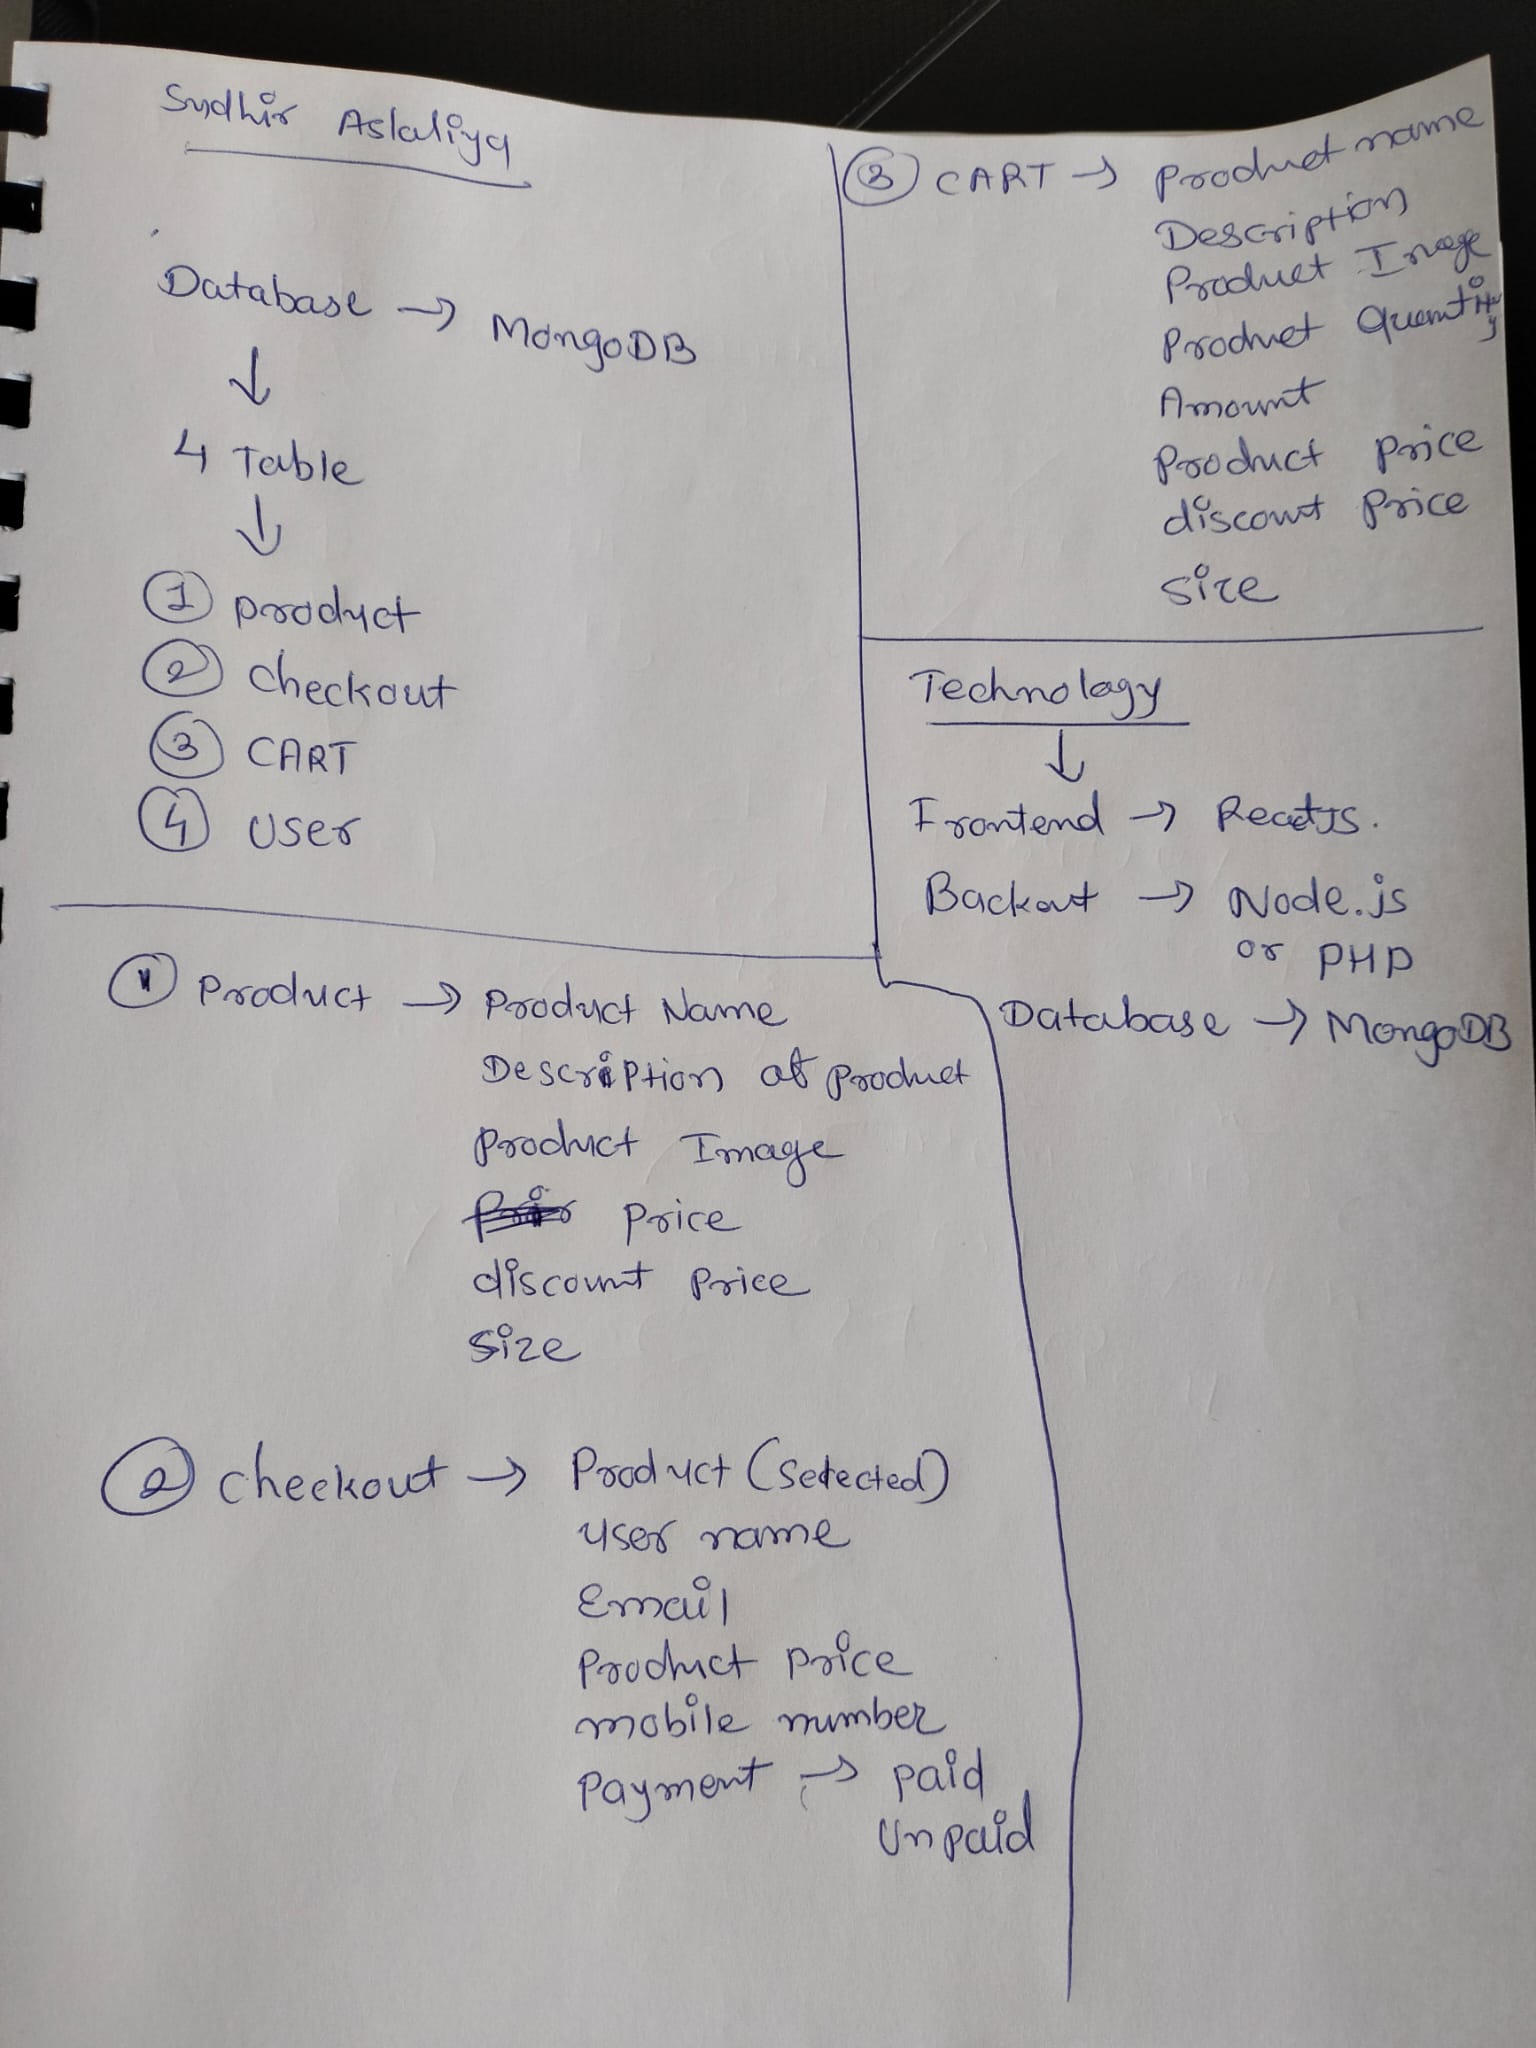 Sudhir Aslaliya
Database → MongoDB
↓
4 Table
↓
① product
② checkout
③ CART
④ user
① Product → Product Name
Description of product
Product Image
Price
discount price
Size
② checkout → Product (selected)
user name
Email
Product price
mobile number
Payment → paid
Unpaid
③ CART → Product name
Description
Product Image
Product Quantity
Amount
Product price
discount price
size
Technology
↓
Frontend → ReactJS.
Backout → Node.js
or PHP
Database → MongoDB